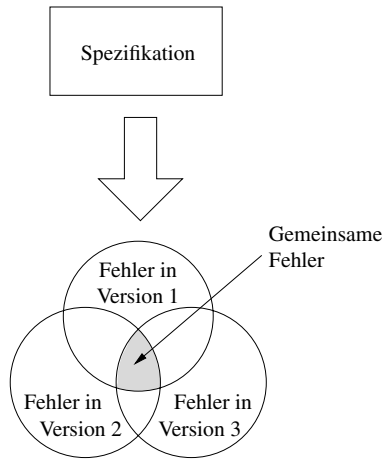 Spezifikation
Gemeinsame
Fehler
Fehler in
Version 1
Fehler in
Version 2
Fehler in
Version 3